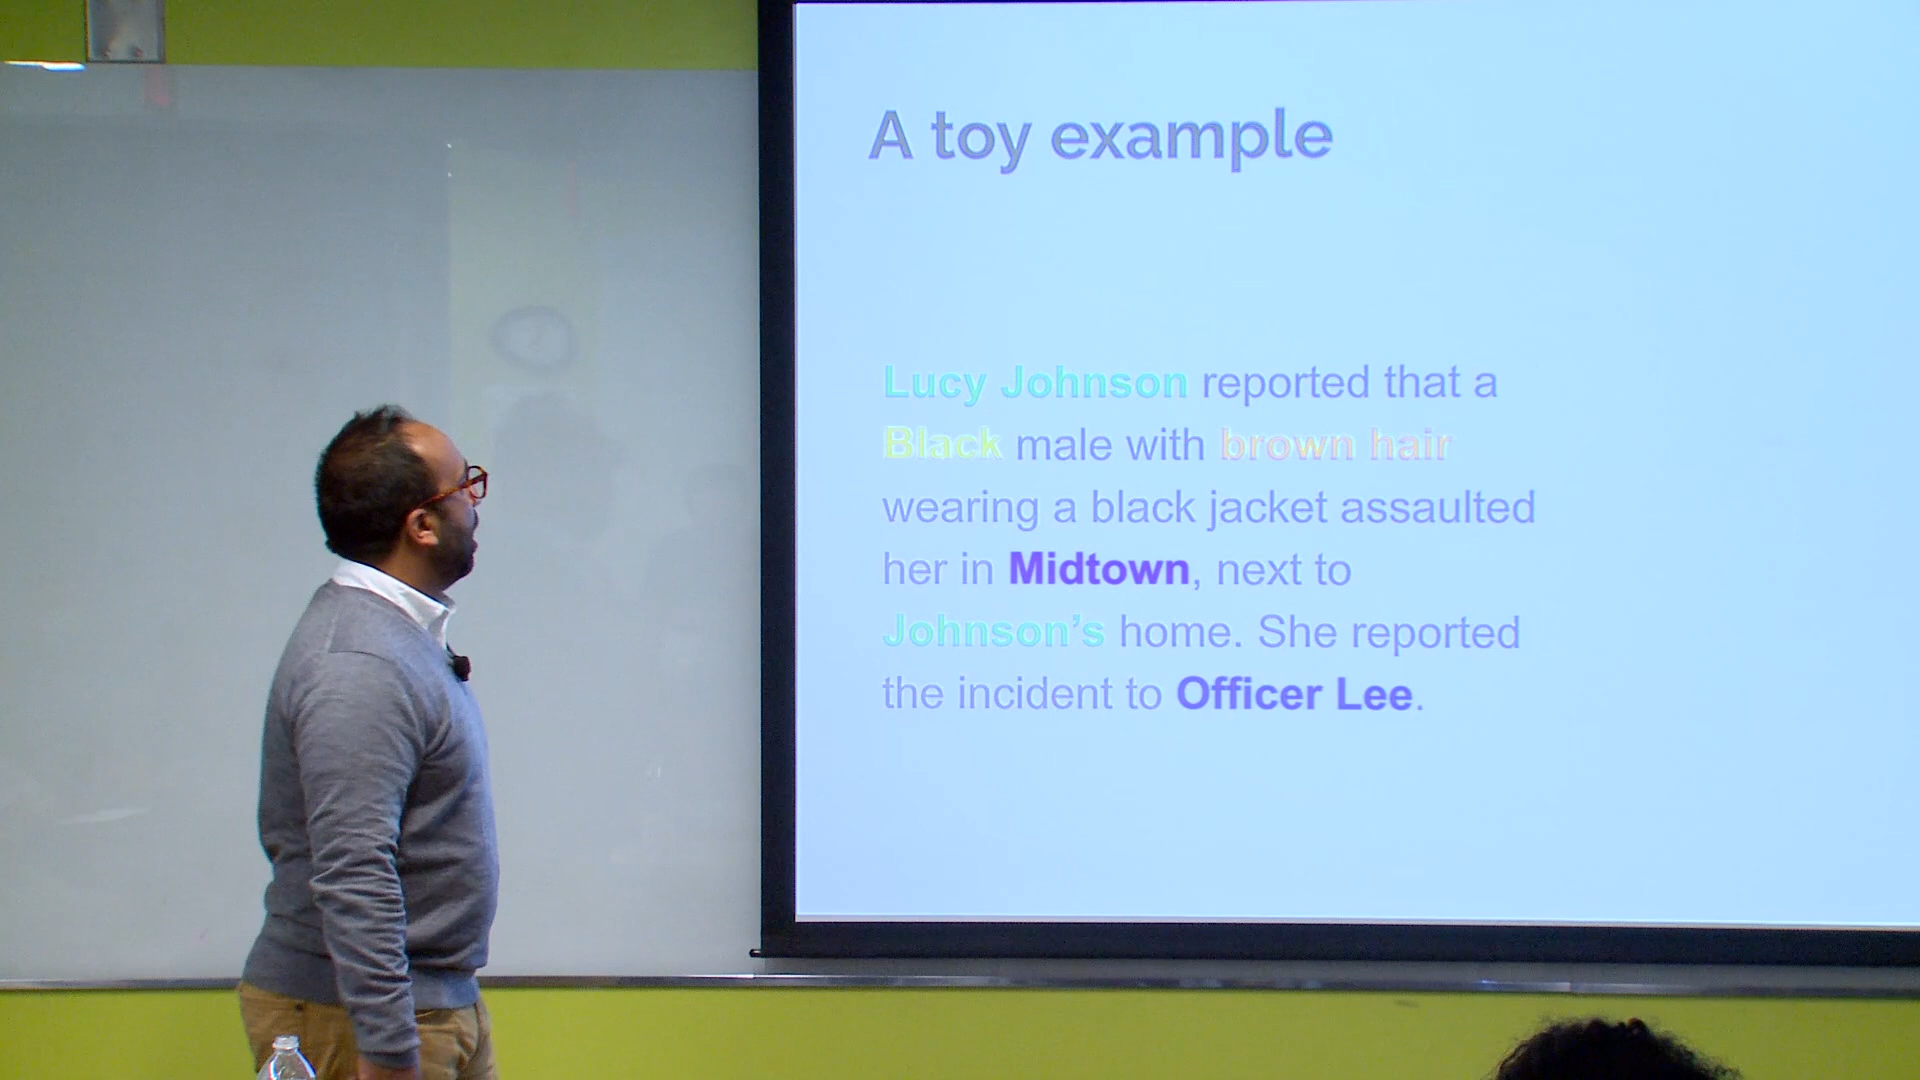 A toy example
Lucy Johnson reported that a
Black male with brown hair
wearing a black jacket assaulted
her in Midtown, next to
Johnson’s home. She reported
the incident to Officer Lee.